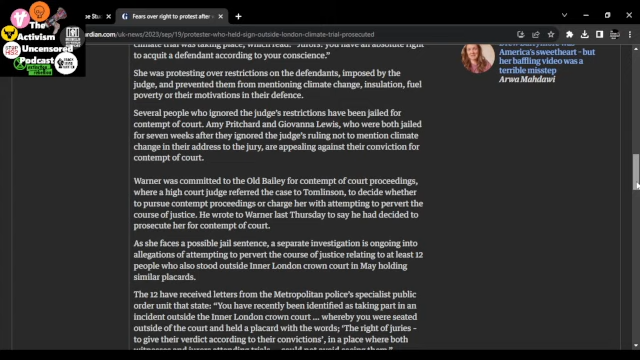 pe Stud
Fears over right to protest after
ardian.com/uk-news/2023/sep/19/protester-who-held-sign-outside-london-climate-trial-prosecuted
The
Activism
Uncensored
Podcast
to acquit a defendant according to your conscience.”
She was protesting over restrictions on the defendants, imposed by the
judge, and prevented them from mentioning climate change, insulation, fuel
poverty or their motivations in their defence.
Several people who ignored the judge’s restrictions have been jailed for
contempt of court. Amy Pritchard and Giovanna Lewis, who were both jailed
for seven weeks after they ignored the judge’s ruling not to mention climate
change in their address to the jury, are appealing against their conviction for
contempt of court.
Warner was committed to the Old Bailey for contempt of court proceedings,
where a high court judge referred the case to Tomlinson, to decide whether
to pursue contempt proceedings or charge her with attempting to pervert the
course of justice. He wrote to Warner last Thursday to say he had decided to
prosecute her for contempt of court.
As she faces a possible jail sentence, a separate investigation is ongoing into
allegations of attempting to pervert the course of justice relating to at least 12
people who also stood outside Inner London crown court in May holding
similar placards.
The 12 have received letters from the Metropolitan police’s specialist public
order unit that state: “You have recently been identified as taking part in an
incident outside the Inner London crown court … whereby you were seated
outside of the court and held a placard with the words; ‘The right of juries –
to give their verdict according to their convictions’, in a place where both
witnesses and jurors attending trials … could not avoid seeing them.”
America’s sweetheart – but
her baffling video was a
terrible misstep
Arwa Mahdawi